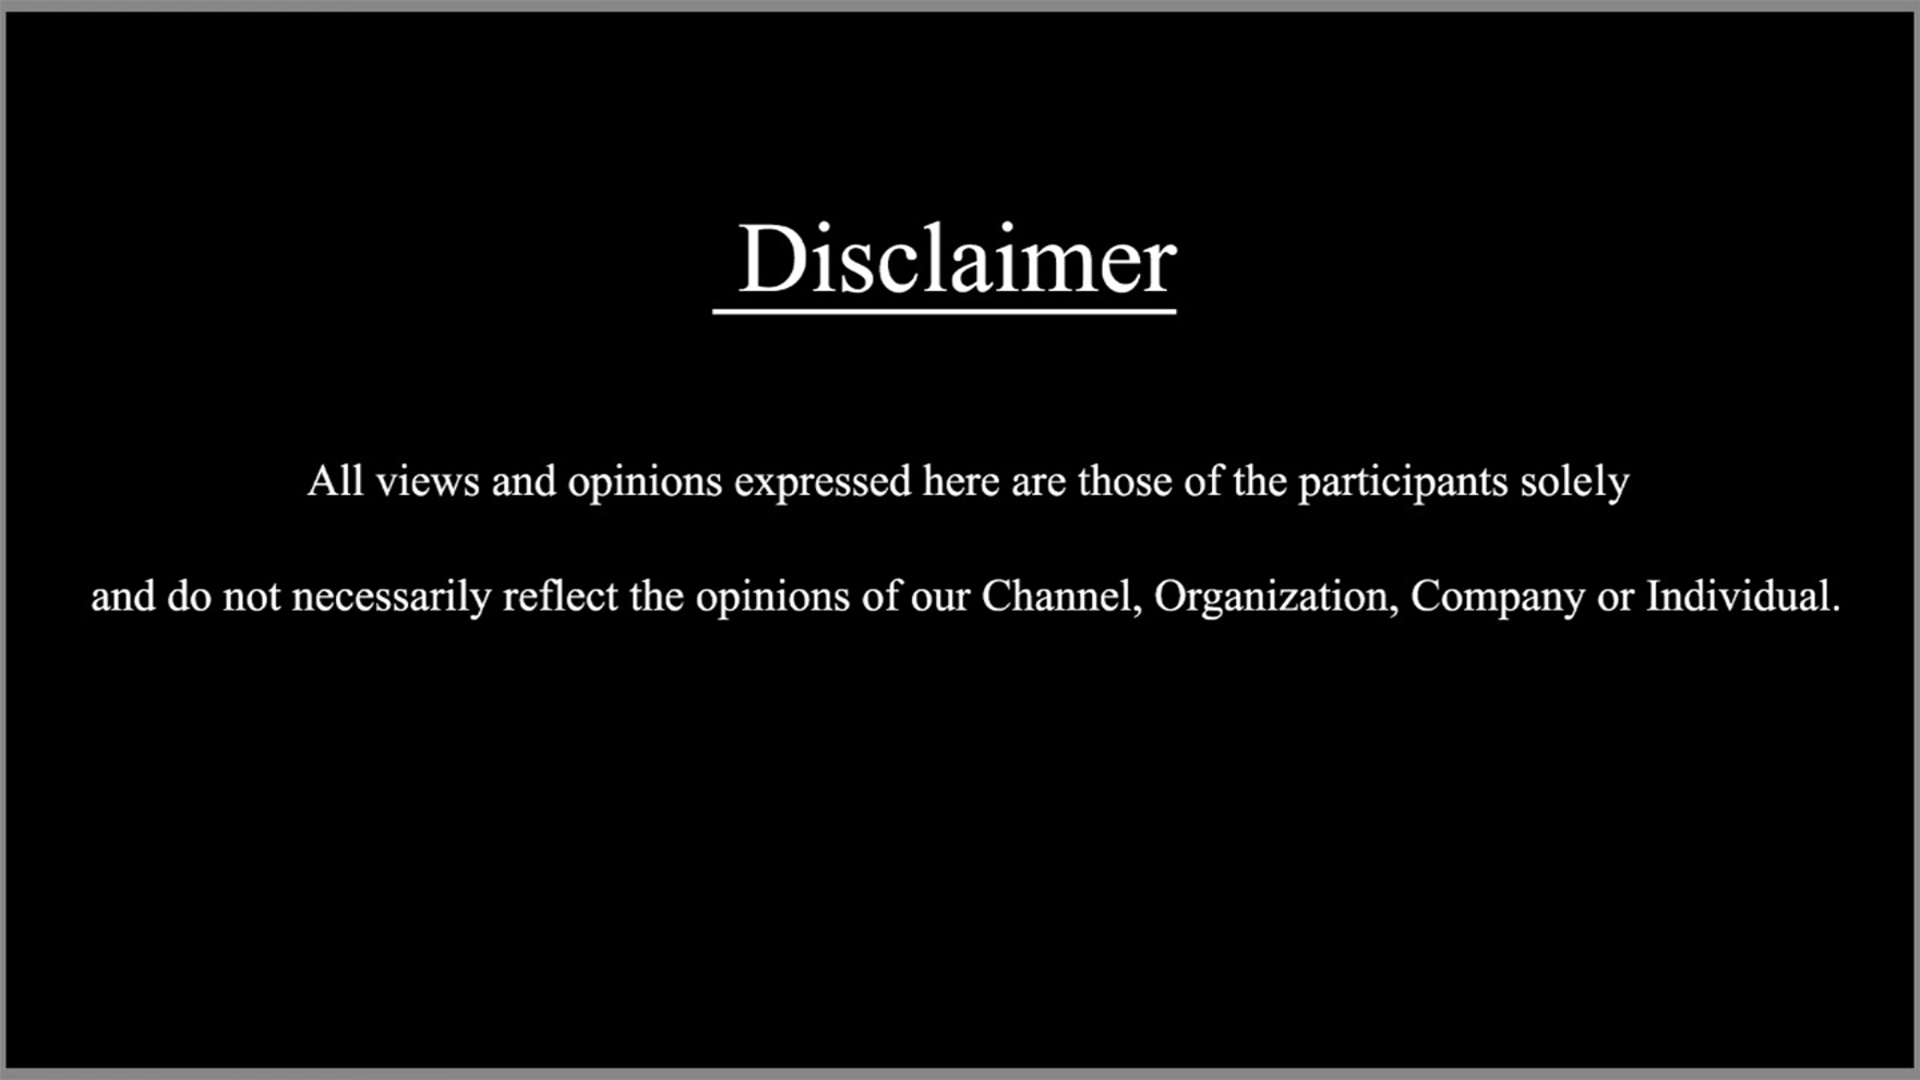 Disclaimer
All views and opinions expressed here are those of the participants solely
and do not necessarily reflect the opinions of our Channel, Organization, Company or Individual.